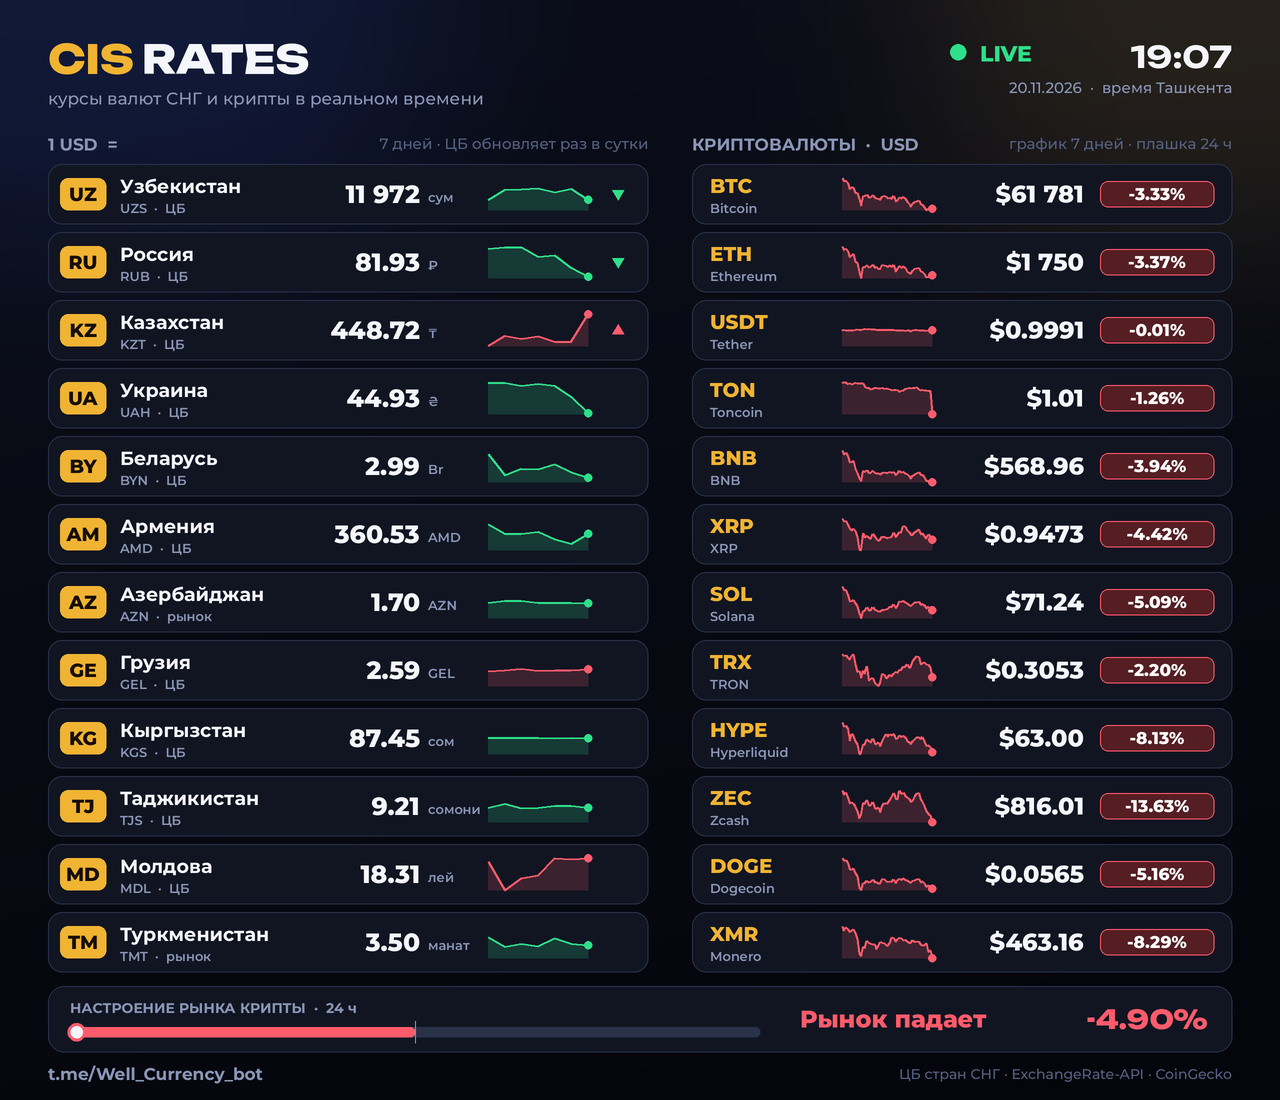 CIS RATES
курсы валют СНГ и крипты в реальном времени
LIVE 19:07
20.11.2026 · время Ташкента
1 USD = 7 дней · ЦБ обновляет раз в сутки
UZ Узбекистан 11 972 сум
UZS · ЦБ
RU Россия 81.93 ₽
RUB · ЦБ
KZ Казахстан 448.72 ₸
KZT · ЦБ
UA Украина 44.93 ₴
UAH · ЦБ
BY Беларусь 2.99 Br
BYN · ЦБ
AM Армения 360.53 AMD
AMD · ЦБ
AZ Азербайджан 1.70 AZN
AZN · рынок
GE Грузия 2.59 GEL
GEL · ЦБ
KG Кыргызстан 87.45 сом
KGS · ЦБ
TJ Таджикистан 9.21 сомони
TJS · ЦБ
MD Молдова 18.31 лей
MDL · ЦБ
TM Туркменистан 3.50 манат
TMT · рынок
КРИПТОВАЛЮТЫ · USD график 7 дней · плашка 24 ч
BTC $61 781 -3.33%
Bitcoin
ETH $1 750 -3.37%
Ethereum
USDT $0.9991 -0.01%
Tether
TON $1.01 -1.26%
Toncoin
BNB $568.96 -3.94%
BNB
XRP $0.9473 -4.42%
XRP
SOL $71.24 -5.09%
Solana
TRX $0.3053 -2.20%
TRON
HYPE $63.00 -8.13%
Hyperliquid
ZEC $816.01 -13.63%
Zcash
DOGE $0.0565 -5.16%
Dogecoin
XMR $463.16 -8.29%
Monero
НАСТРОЕНИЕ РЫНКА КРИПТЫ · 24 ч
Рынок падает -4.90%
t.me/Well_Currency_bot
ЦБ стран СНГ · ExchangeRate-API · CoinGecko